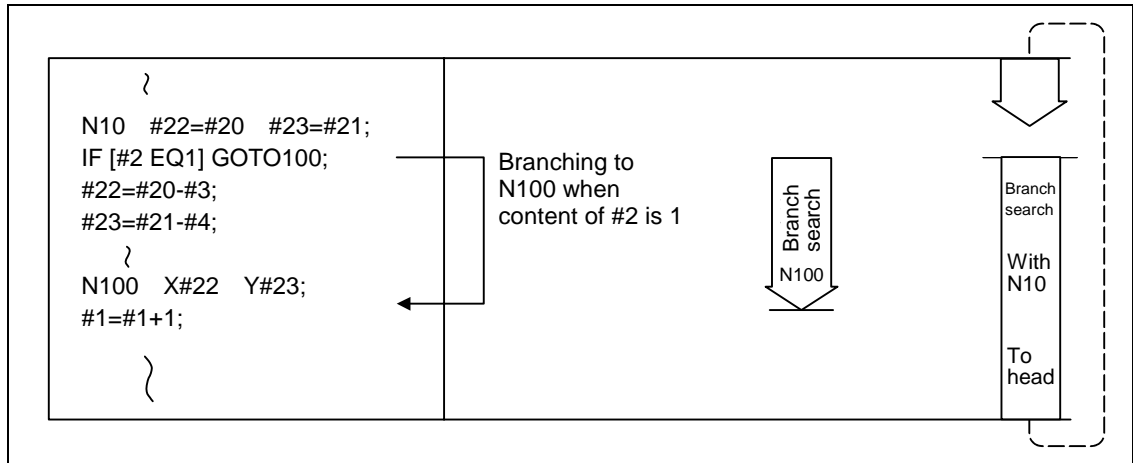 N10 #22=#20 #23=#21;
IF [#2 EQ1] GOTO100;
#22=#20-#3;
#23=#21-#4;
N100 X#22 Y#23;
#1=#1+1;
Branching to
N100 when
content of #2 is 1
Branch
search
N100
Branch
search
With
N10
To
head